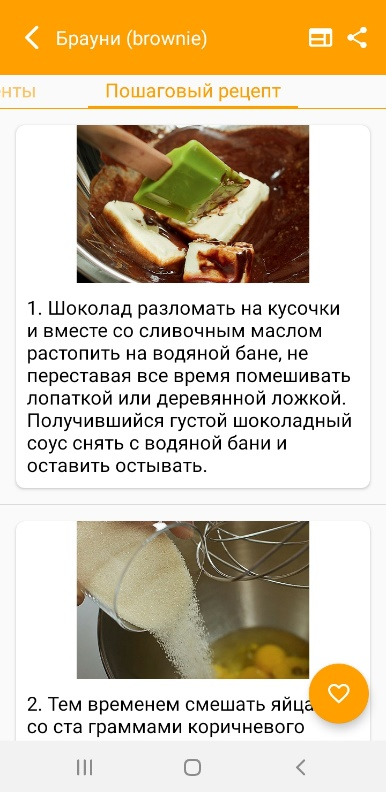 Брауни (brownie)
нты
Пошаговый рецепт
1. Шоколад разломать на кусочки
и вместе со сливочным маслом
растопить на водяной бане, не
переставая все время помешивать
лопаткой или деревянной ложкой.
Получившийся густой шоколадный
соус снять с водяной бани и
оставить остывать.
2. Тем временем смешать яйца
со ста граммами коричневого